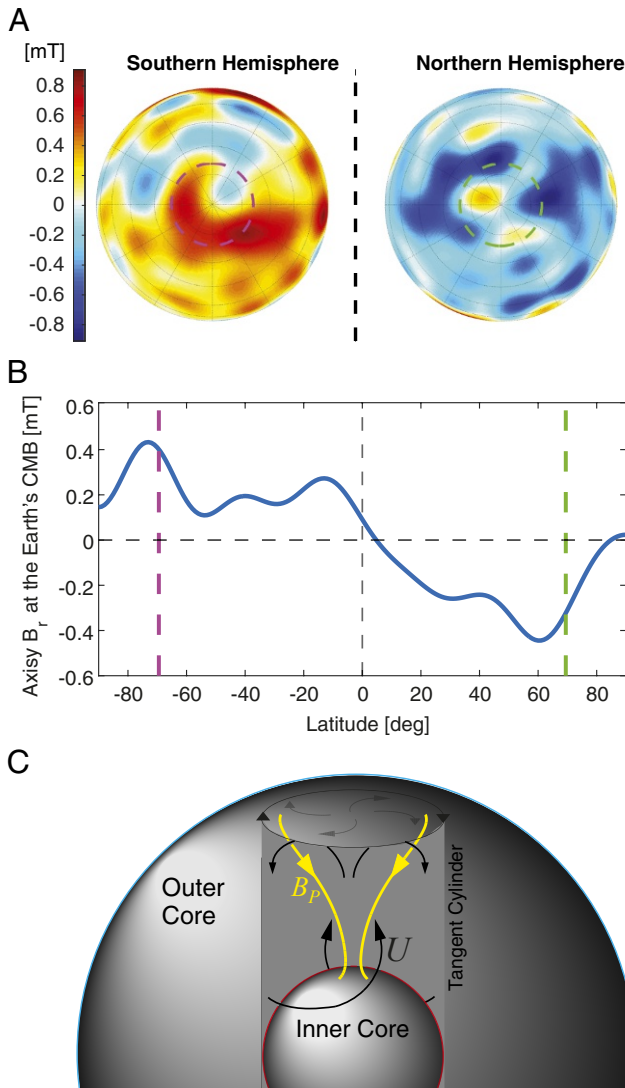 A
[mT]
Southern Hemisphere
Northern Hemisphere
0.8
0.6
0.4
0.2
0
-0.2
-0.4
-0.6
-0.8
B
Axisy B_r at the Earth's CMB [mT]
0.6
0.4
0.2
0
-0.2
-0.4
-0.6
-80 -60 -40 -20 0 20 40 60 80
Latitude [deg]
C
Outer
Core
B_P
U
Tangent Cylinder
Inner Core